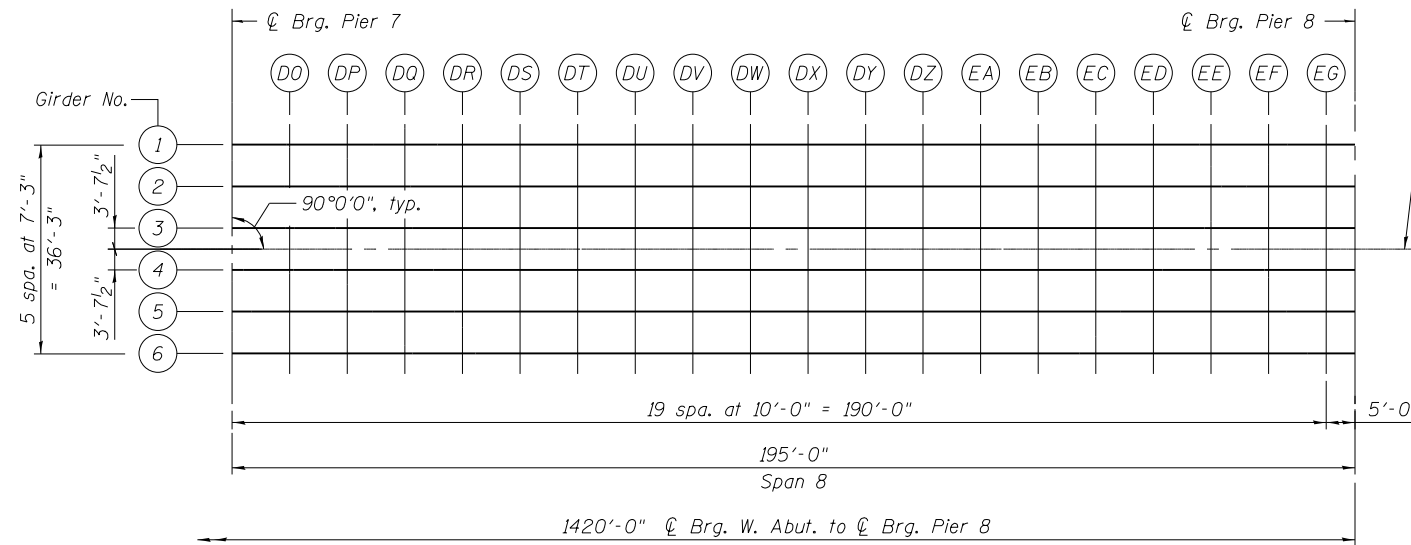 ℄ Brg. Pier 7
℄ Brg. Pier 8
DO DP DQ DR DS DT DU DV DW DX DY DZ EA EB EC ED EE EF EG
Girder No.
1
2
3
4
5
6
5 spa. at 7'-3"
= 36'-3"
3'-7½"
3'-7½"
90°0'0", typ.
19 spa. at 10'-0" = 190'-0"
5'-0
195'-0"
Span 8
1420'-0" ℄ Brg. W. Abut. to ℄ Brg. Pier 8